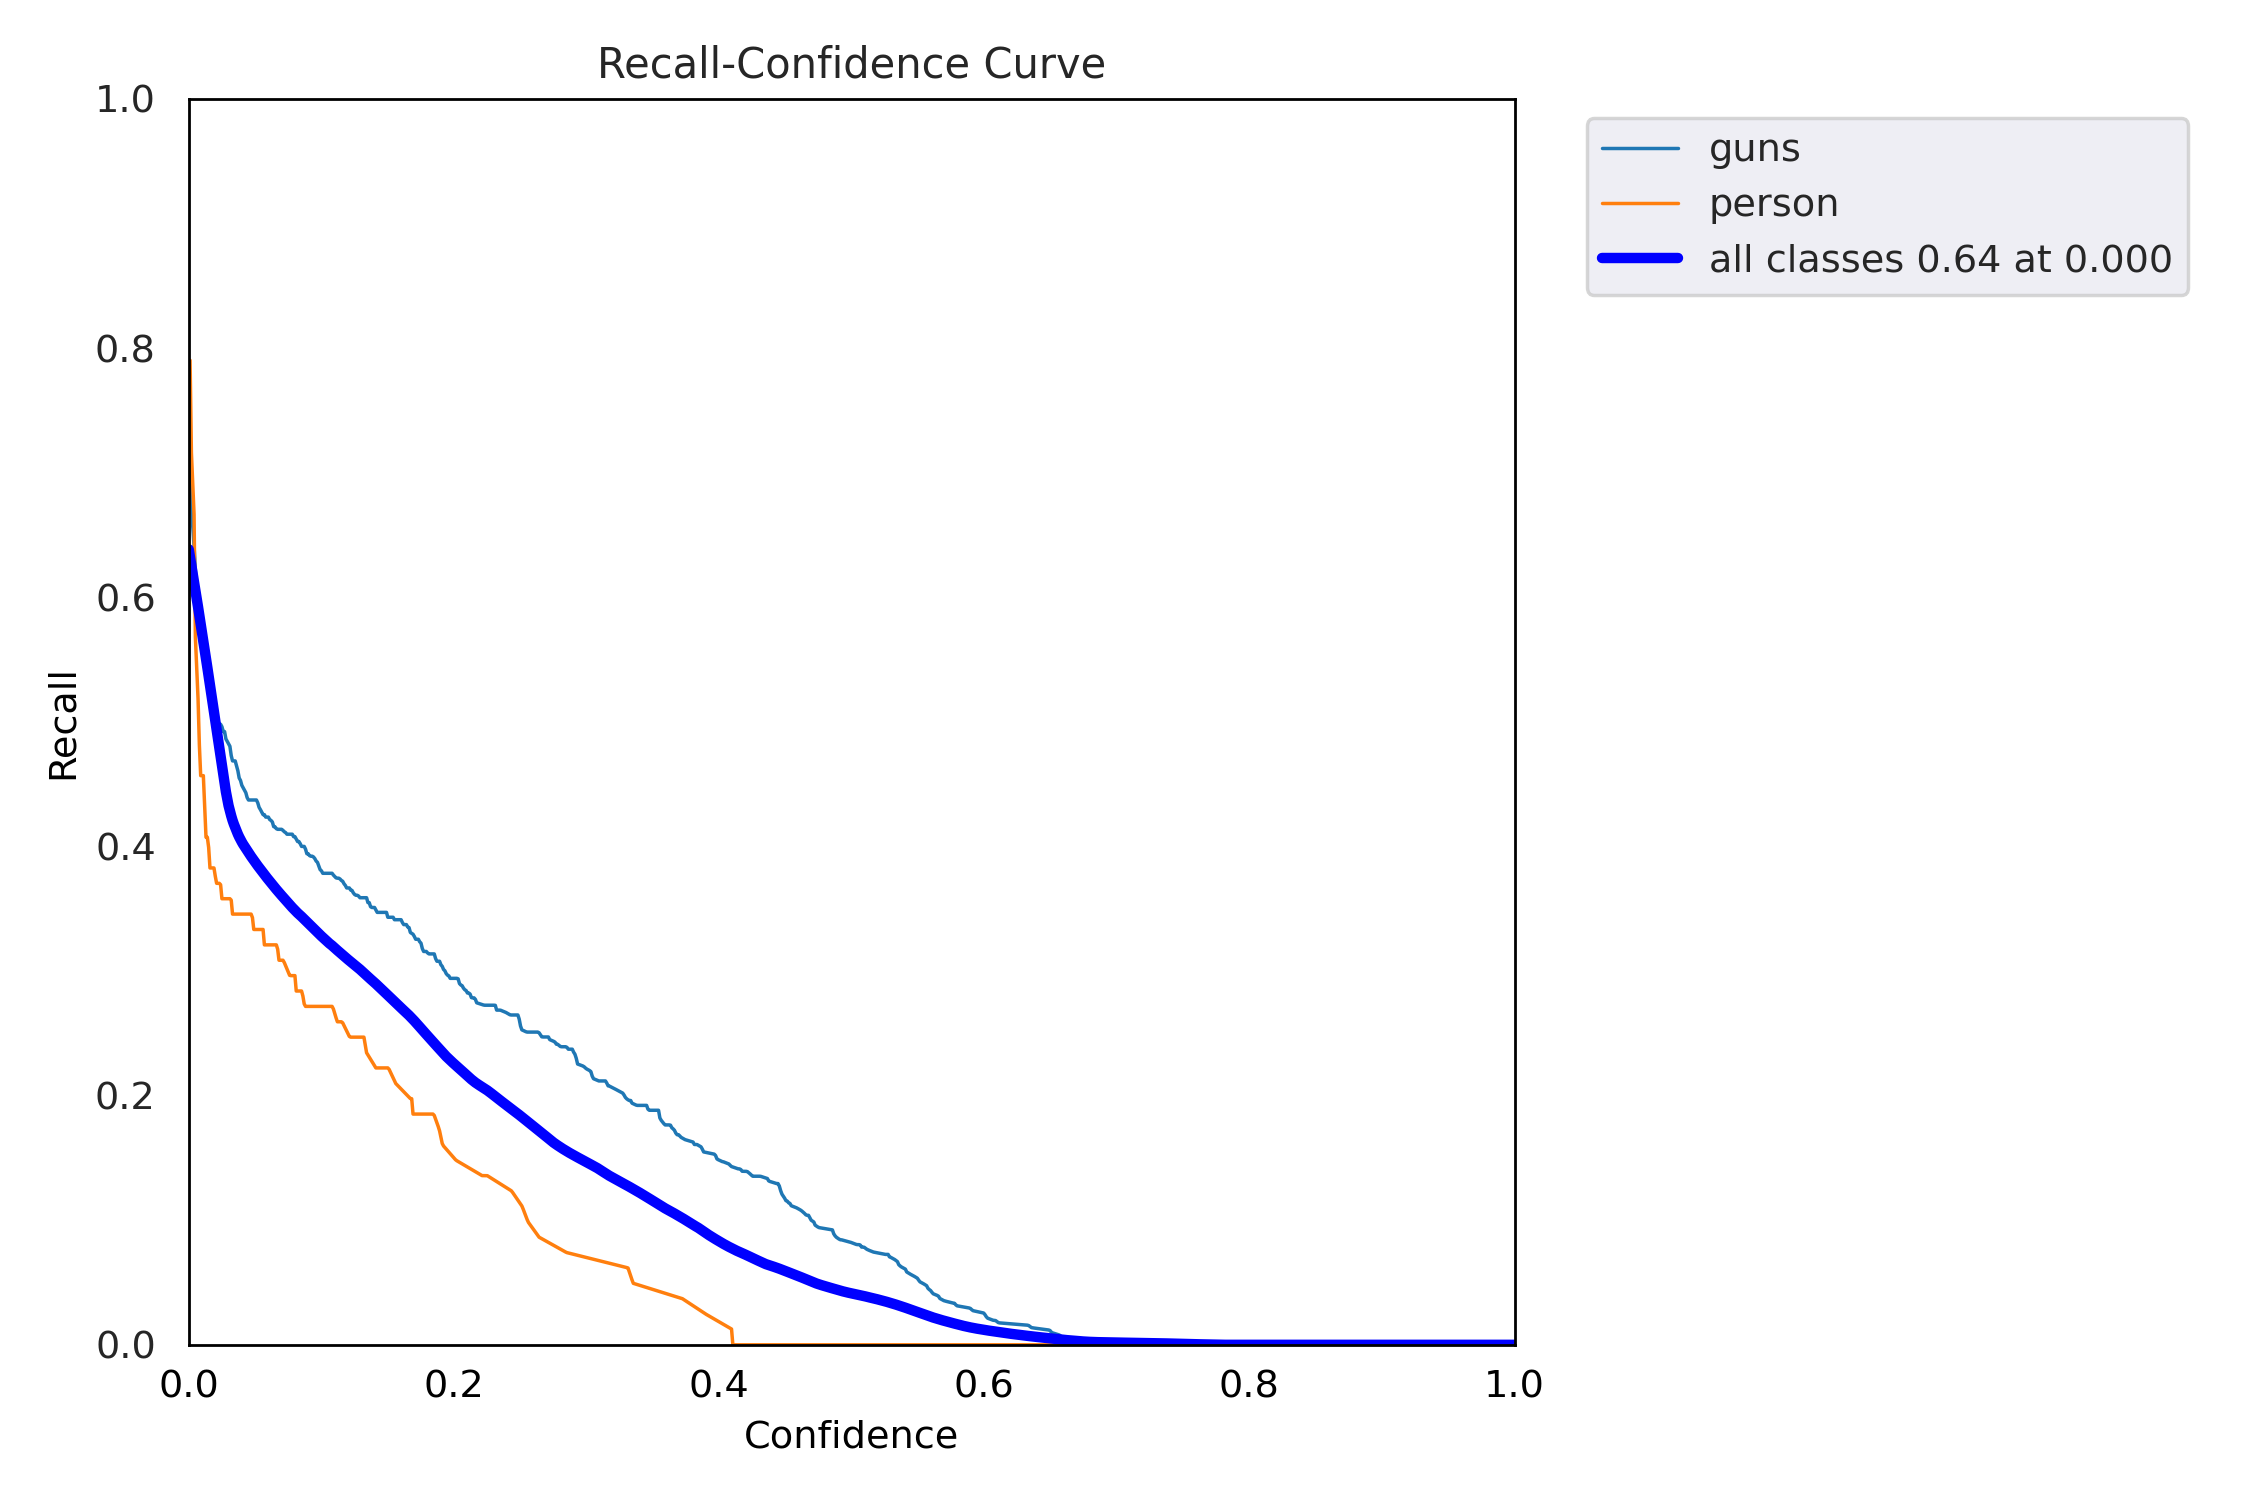 Recall-Confidence Curve
1.0
0.8
0.6
0.4
0.2
0.0
Recall
0.0 0.2 0.4 0.6 0.8 1.0
Confidence
guns
person
all classes 0.64 at 0.000